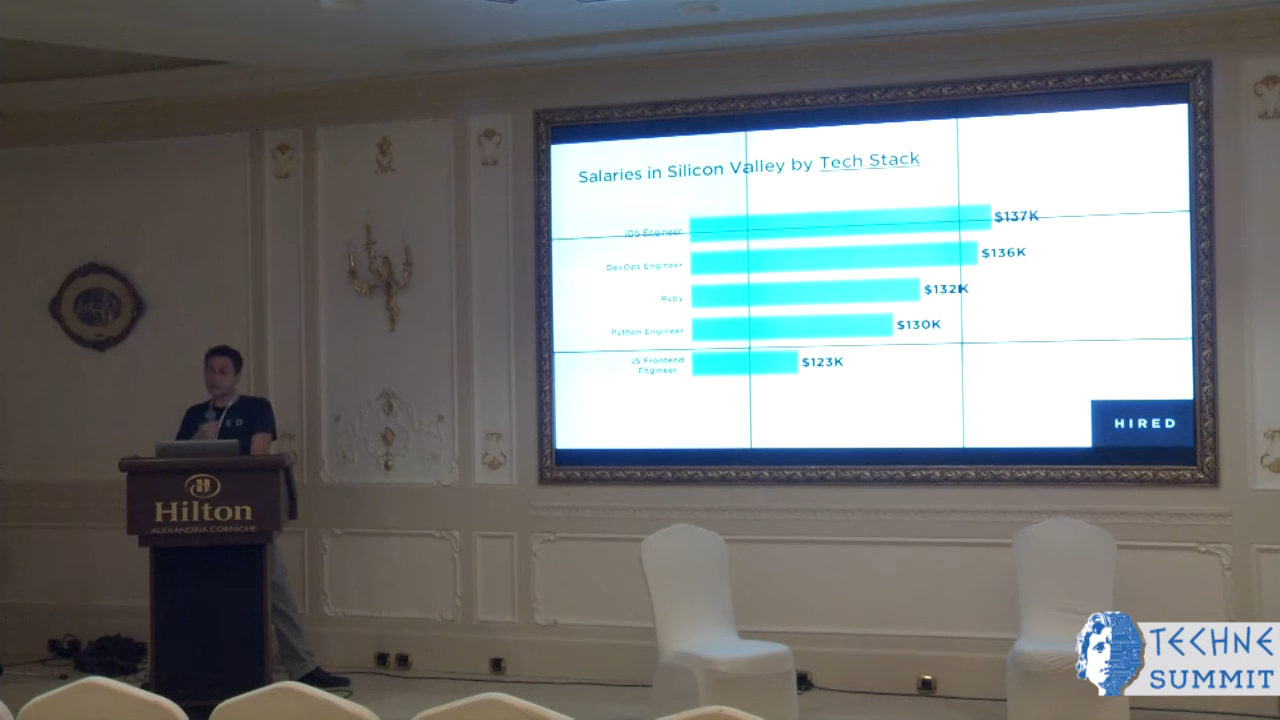 Salaries in Silicon Valley by Tech Stack
iOS Engineer
$137K
DevOps Engineer
$136K
Ruby
$132K
Python Engineer
$130K
JS Frontend
Engineer
$123K
HIRED
ED
Hilton
ALEXANDRIA CORNICHE
TECHNE
SUMMIT